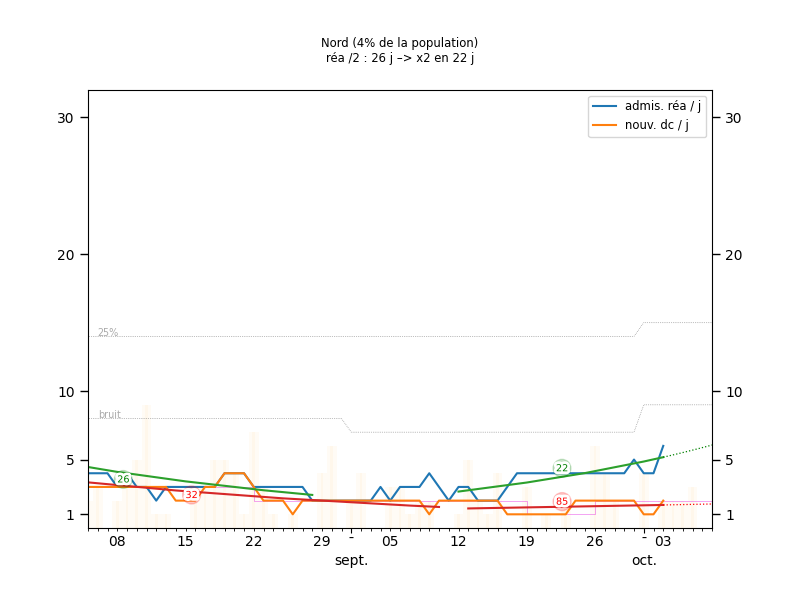 Nord (4% de la population)
réa /2 : 26 j –> x2 en 22 j
admis. réa / j
nouv. dc / j
30 30
20 20
25%
10 10
bruit
5 5
26 22
32 85
1 1
08 15 22 29 - 05 12 19 26 - 03
sept. oct.